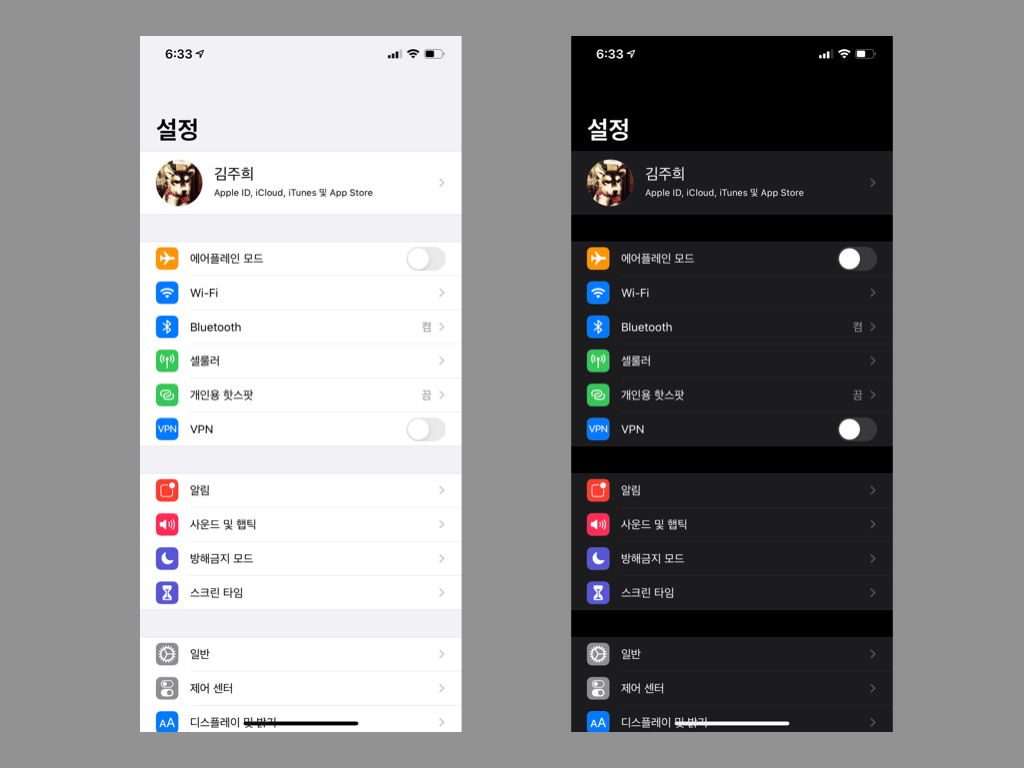 6:33
설정
김주희
Apple ID, iCloud, iTunes 및 App Store
에어플레인 모드
Wi-Fi
Bluetooth 켬
셀룰러
개인용 핫스팟 끔
VPN VPN
알림
사운드 및 햅틱
방해금지 모드
스크린 타임
일반
제어 센터
AA 디스플레이 및 밝기
6:33
설정
김주희
Apple ID, iCloud, iTunes 및 App Store
에어플레인 모드
Wi-Fi
Bluetooth 켬
셀룰러
개인용 핫스팟 끔
VPN VPN
알림
사운드 및 햅틱
방해금지 모드
스크린 타임
일반
제어 센터
AA 디스플레이 및 밝기